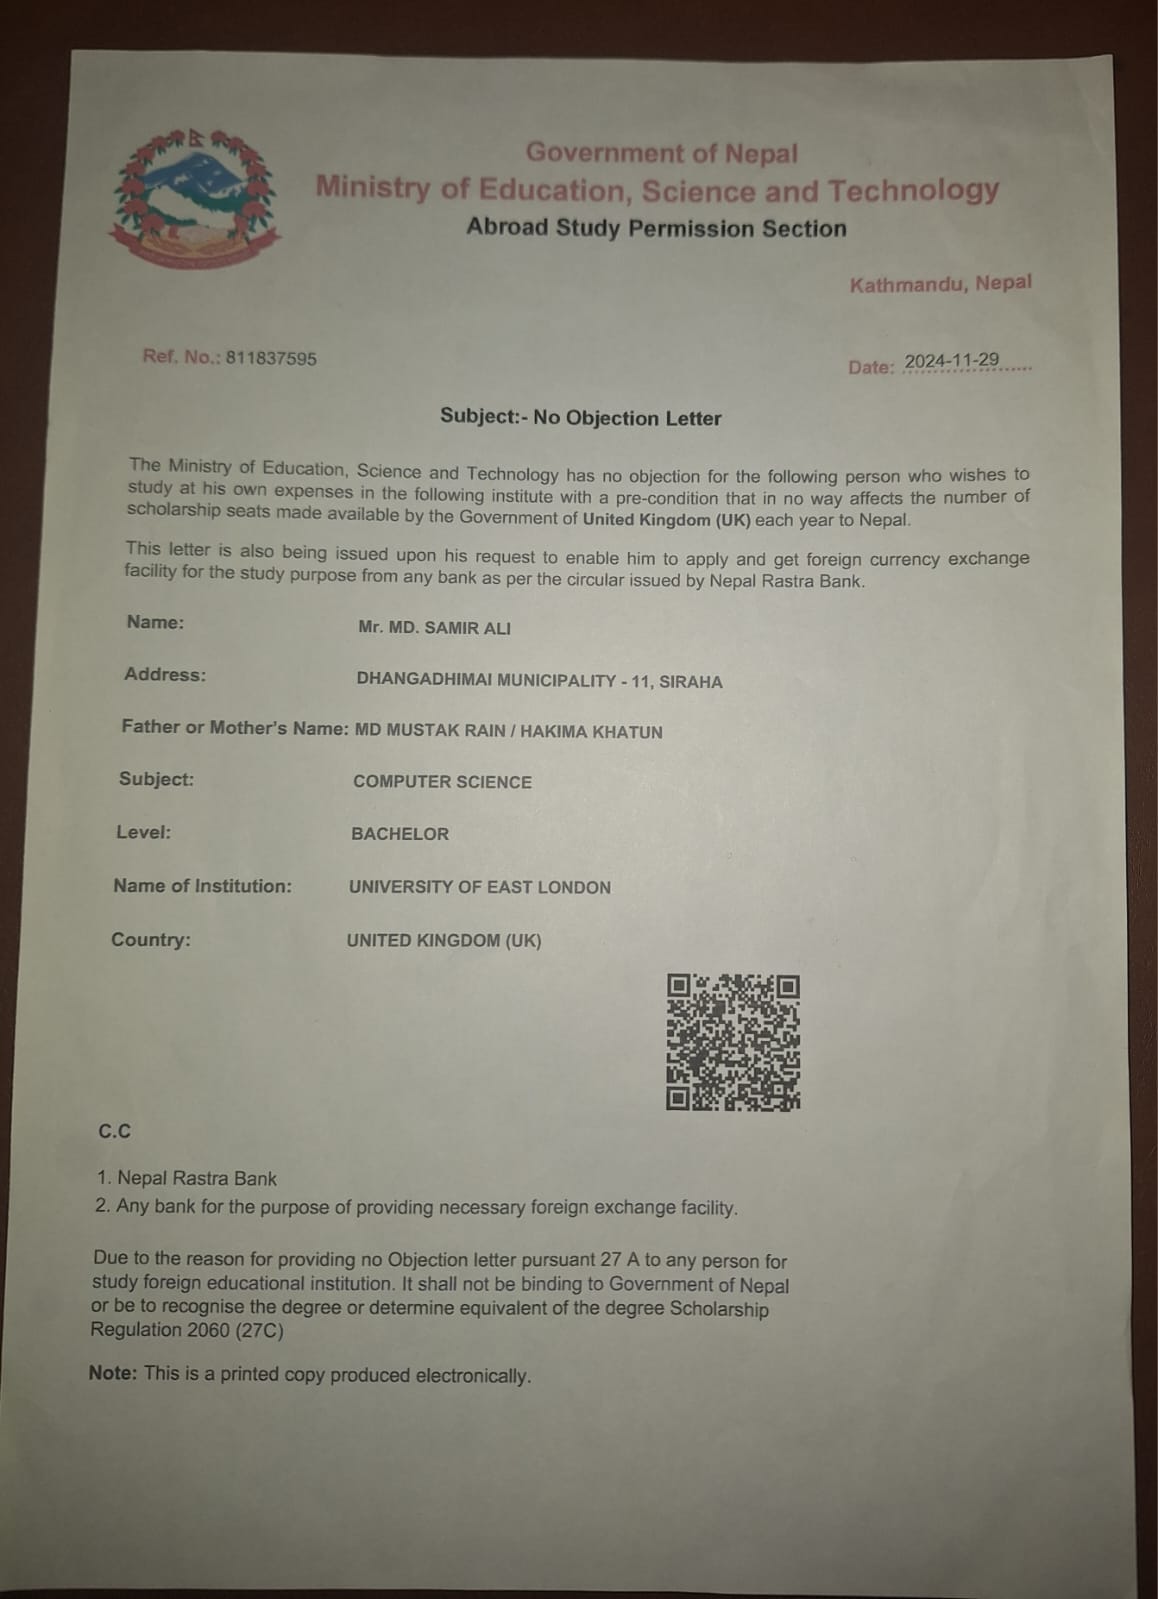 Government of Nepal
Ministry of Education, Science and Technology
Abroad Study Permission Section
Kathmandu, Nepal
Ref. No.: 811837595
Date: 2024-11-29
Subject:- No Objection Letter
The Ministry of Education, Science and Technology has no objection for the following person who wishes to
study at his own expenses in the following institute with a pre-condition that in no way affects the number of
scholarship seats made available by the Government of United Kingdom (UK) each year to Nepal.
This letter is also being issued upon his request to enable him to apply and get foreign currency exchange
facility for the study purpose from any bank as per the circular issued by Nepal Rastra Bank.
Name: Mr. MD. SAMIR ALI
Address: DHANGADHIMAI MUNICIPALITY - 11, SIRAHA
Father or Mother's Name: MD MUSTAK RAIN / HAKIMA KHATUN
Subject: COMPUTER SCIENCE
Level: BACHELOR
Name of Institution: UNIVERSITY OF EAST LONDON
Country: UNITED KINGDOM (UK)
C.C
1. Nepal Rastra Bank
2. Any bank for the purpose of providing necessary foreign exchange facility.
Due to the reason for providing no Objection letter pursuant 27 A to any person for
study foreign educational institution. It shall not be binding to Government of Nepal
or be to recognise the degree or determine equivalent of the degree Scholarship
Regulation 2060 (27C)
Note: This is a printed copy produced electronically.